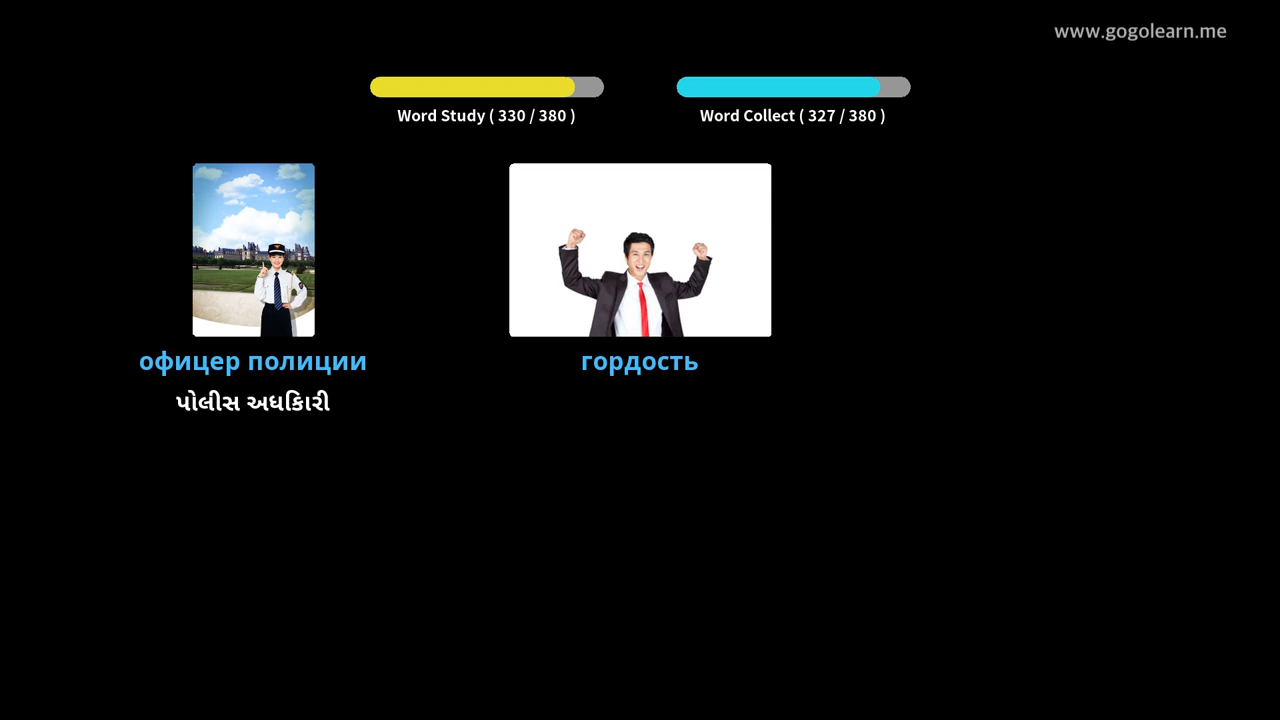 www.gogolearn.me
Word Study ( 330 / 380 )
Word Collect ( 327 / 380 )
офицер полиции
гордость
પોલીસ અધિકારી